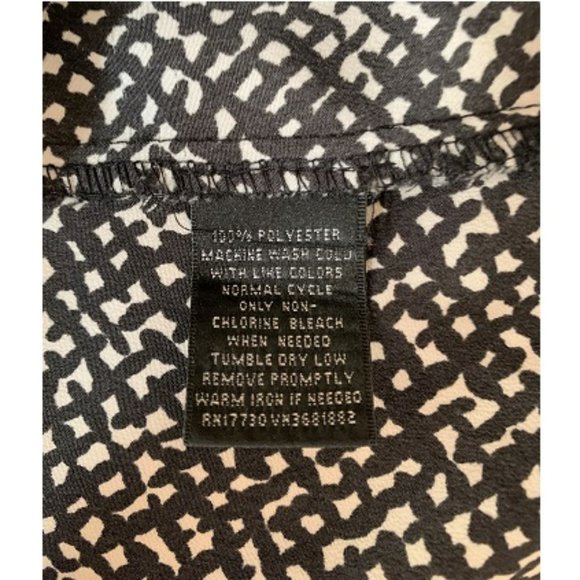 100% POLYESTER
MACHINE WASH COLD
WITH LIKE COLORS
NORMAL CYCLE
ONLY NON-
CHLORINE BLEACH
WHEN NEEDED
TUMBLE DRY LOW
REMOVE PROMPTLY
WARM IRON IF NEEDED
RN17730 VN3681882